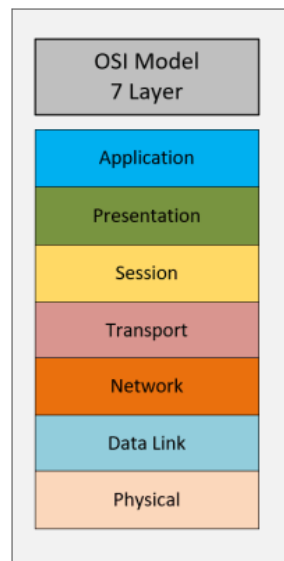 OSI Model
7 Layer
Application
Presentation
Session
Transport
Network
Data Link
Physical